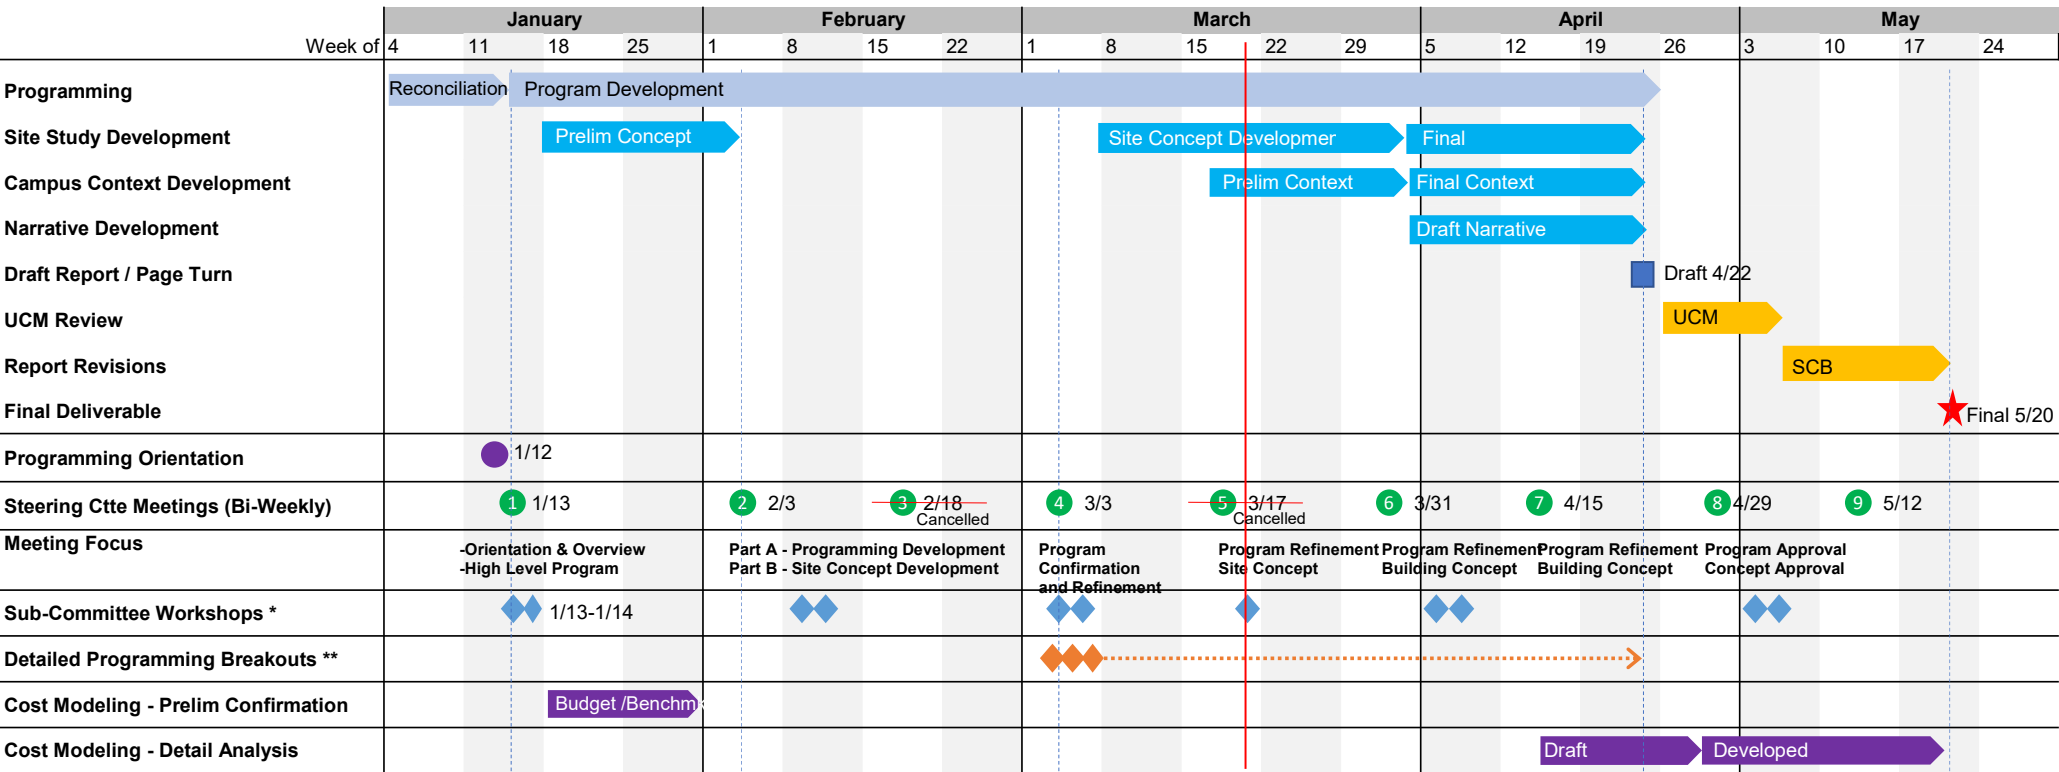 January February March April May
Week of 4 11 18 25 1 8 15 22 1 8 15 22 29 5 12 19 26 3 10 17 24
Programming Reconciliation Program Development
Site Study Development Prelim Concept Site Concept Developmer Final
Campus Context Development Prelim Context Final Context
Narrative Development Draft Narrative
Draft Report / Page Turn Draft 4/22
UCM Review UCM
Report Revisions SCB
Final Deliverable Final 5/20
Programming Orientation 1/12
Steering Ctte Meetings (Bi-Weekly) 1 1/13 2 2/3 3 2/18 4 3/3 5 3/17 6 3/31 7 4/15 8 4/29 9 5/12
Cancelled Cancelled
Meeting Focus
-Orientation & Overview Part A - Programming Development Program Program Refinement Program Refinement Program Refinement Program Approval
-High Level Program Part B - Site Concept Development Confirmation Site Concept Building Concept Building Concept Concept Approval
and Refinement
Sub-Committee Workshops * 1/13-1/14
Detailed Programming Breakouts **
Cost Modeling - Prelim Confirmation Budget /Benchm
Cost Modeling - Detail Analysis Draft Developed